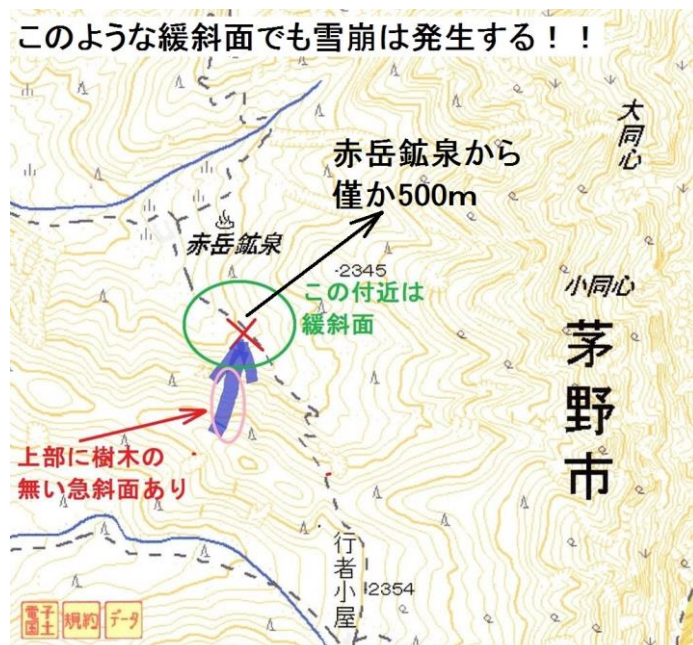 このような緩斜面でも雪崩は発生する！！
大同心
赤岳鉱泉から
僅か500m
赤岳鉱泉
2345
この付近は
緩斜面
小同心
茅野市
上部に樹木の
無い急斜面あり
行者小屋
2354
電子国土
規約
データ